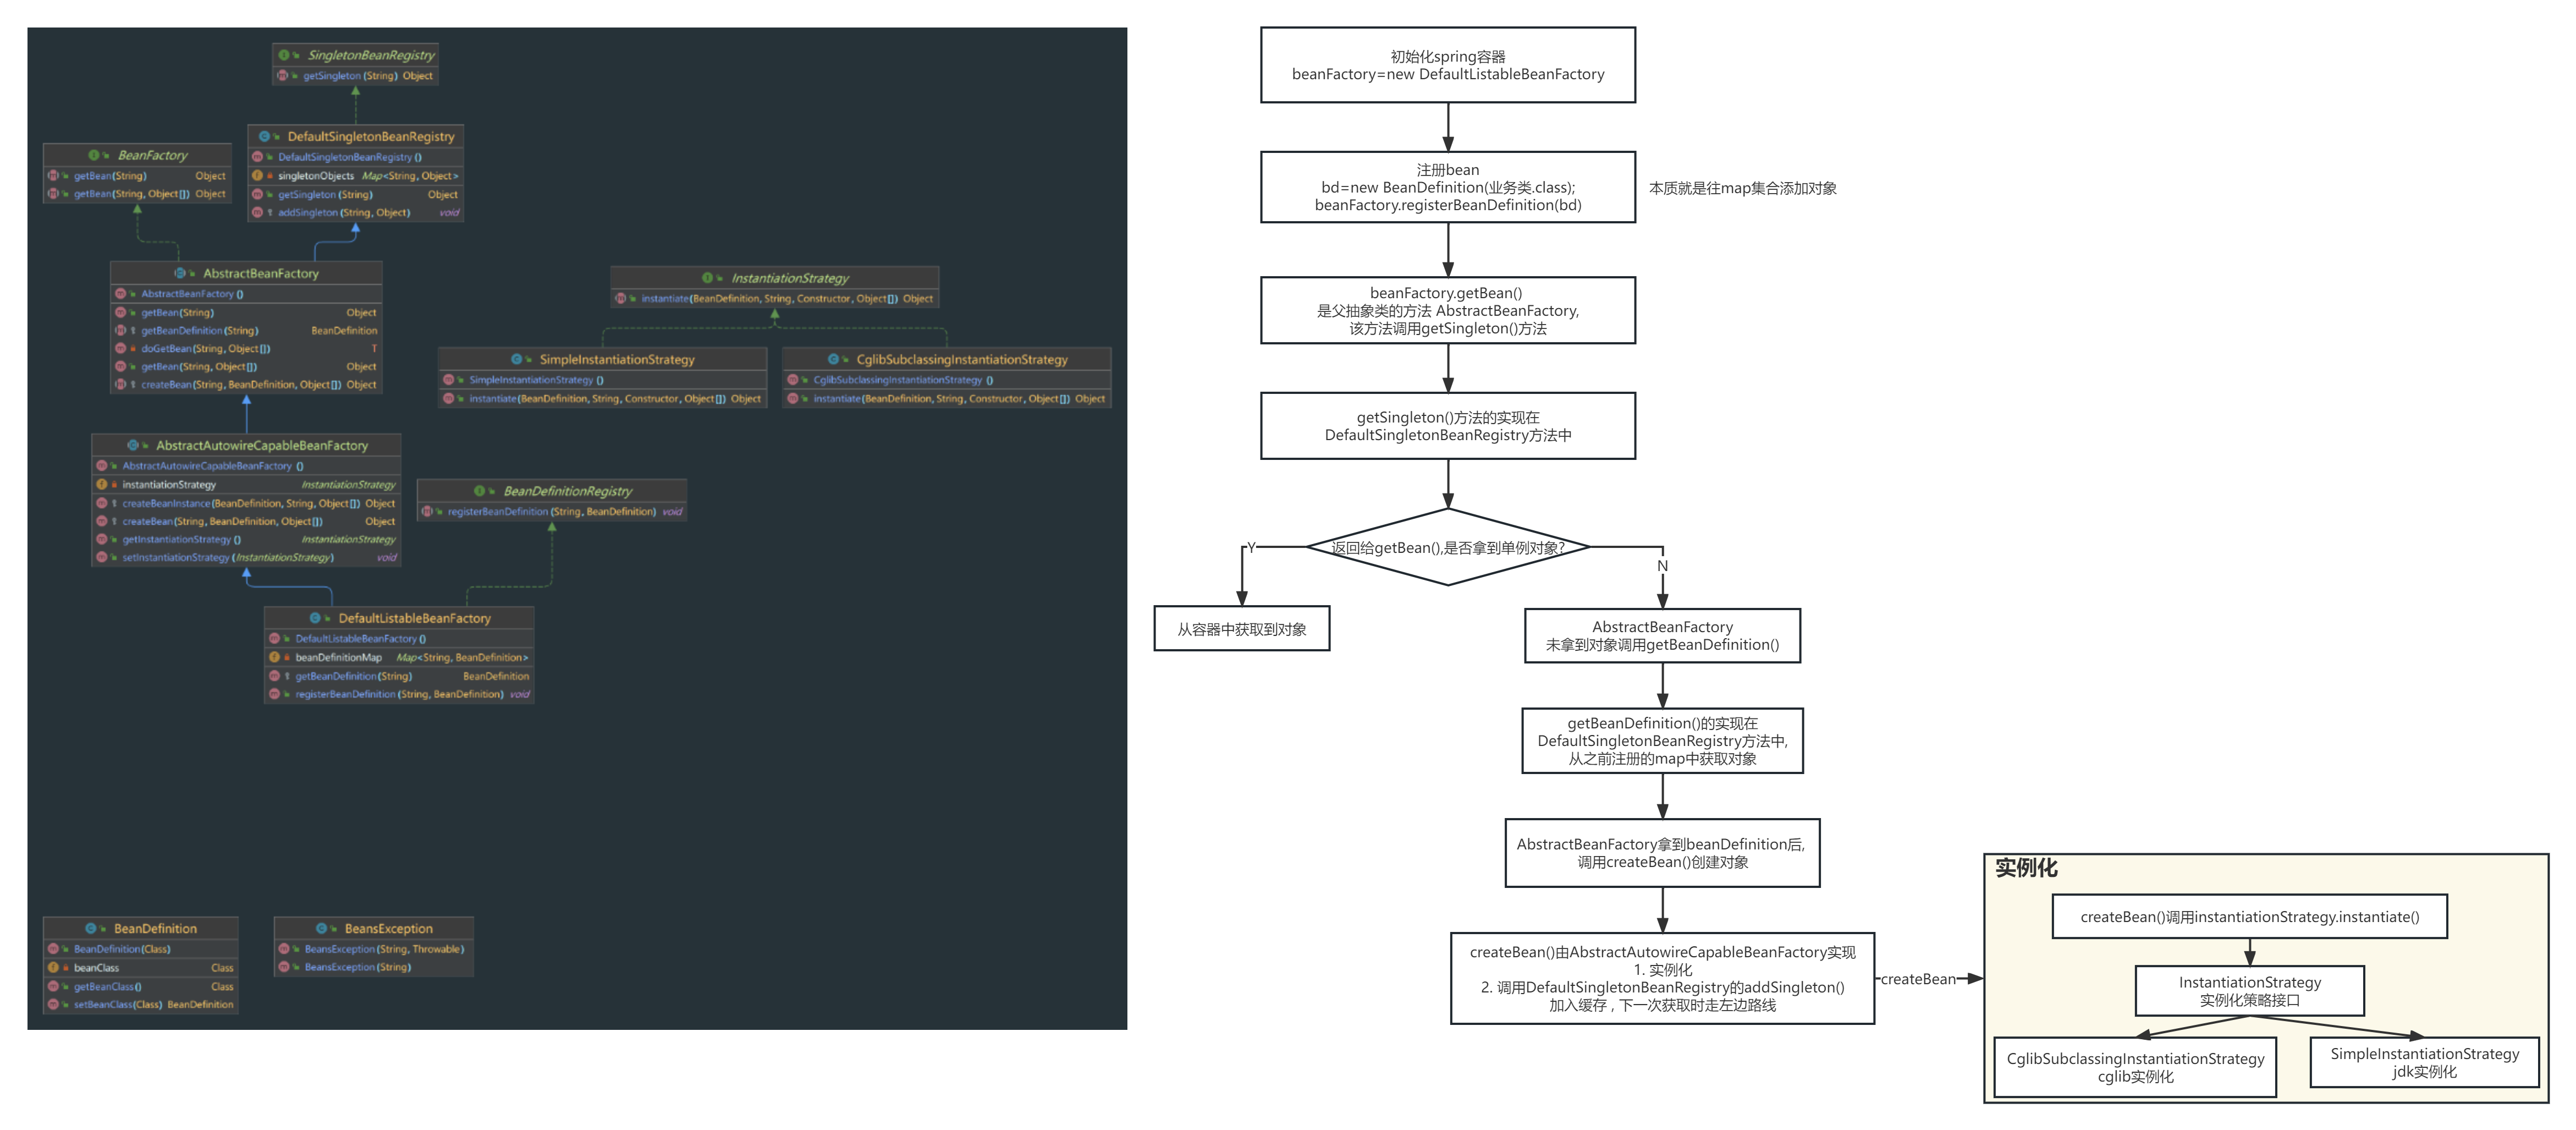 SingletonBeanRegistry
getSingleton (String) Object
BeanFactory
getBean(String) Object
getBean(String, Object[]) Object
DefaultSingletonBeanRegistry
DefaultSingletonBeanRegistry ()
singletonObjects Map<String, Object>
getSingleton (String) Object
addSingleton (String, Object) void
AbstractBeanFactory
AbstractBeanFactory ()
getBean(String) Object
getBeanDefinition(String) BeanDefinition
doGetBean(String, Object[]) T
getBean(String, Object[]) Object
createBean(String, BeanDefinition, Object[]) Object
InstantiationStrategy
instantiate(BeanDefinition, String, Constructor, Object[]) Object
SimpleInstantiationStrategy
SimpleInstantiationStrategy ()
instantiate(BeanDefinition, String, Constructor, Object[]) Object
CglibSubclassingInstantiationStrategy
CglibSubclassingInstantiationStrategy ()
instantiate(BeanDefinition, String, Constructor, Object[]) Object
AbstractAutowireCapableBeanFactory
AbstractAutowireCapableBeanFactory ()
instantiationStrategy InstantiationStrategy
createBeanInstance(BeanDefinition, String, Object[]) Object
createBean(String, BeanDefinition, Object[]) Object
getInstantiationStrategy () InstantiationStrategy
setInstantiationStrategy (InstantiationStrategy) void
BeanDefinitionRegistry
registerBeanDefinition (String, BeanDefinition) void
DefaultListableBeanFactory
DefaultListableBeanFactory ()
beanDefinitionMap Map<String, BeanDefinition>
getBeanDefinition(String) BeanDefinition
registerBeanDefinition (String, BeanDefinition) void
BeanDefinition
BeanDefinition(Class)
beanClass Class
getBeanClass() Class
setBeanClass(Class) BeanDefinition
BeansException
BeansException(String, Throwable)
BeansException(String)
初始化spring容器
beanFactory=new DefaultListableBeanFactory
注册bean
bd=new BeanDefinition(业务类.class);
beanFactory.registerBeanDefinition(bd)
本质就是往map集合添加对象
beanFactory.getBean()
是父抽象类的方法 AbstractBeanFactory,
该方法调用getSingleton()方法
getSingleton()方法的实现在
DefaultSingletonBeanRegistry方法中
返回给getBean(),是否拿到单例对象?
Y
N
从容器中获取到对象
AbstractBeanFactory
未拿到对象调用getBeanDefinition()
getBeanDefinition()的实现在
DefaultSingletonBeanRegistry方法中,
从之前注册的map中获取对象
AbstractBeanFactory拿到beanDefinition后,
调用createBean()创建对象
createBean()由AbstractAutowireCapableBeanFactory实现
1. 实例化
2. 调用DefaultSingletonBeanRegistry的addSingleton()
加入缓存，下一次获取时走左边路线
createBean
实例化
createBean()调用instantiationStrategy.instantiate()
InstantiationStrategy
实例化策略接口
CglibSubclassingInstantiationStrategy
cglib实例化
SimpleInstantiationStrategy
jdk实例化